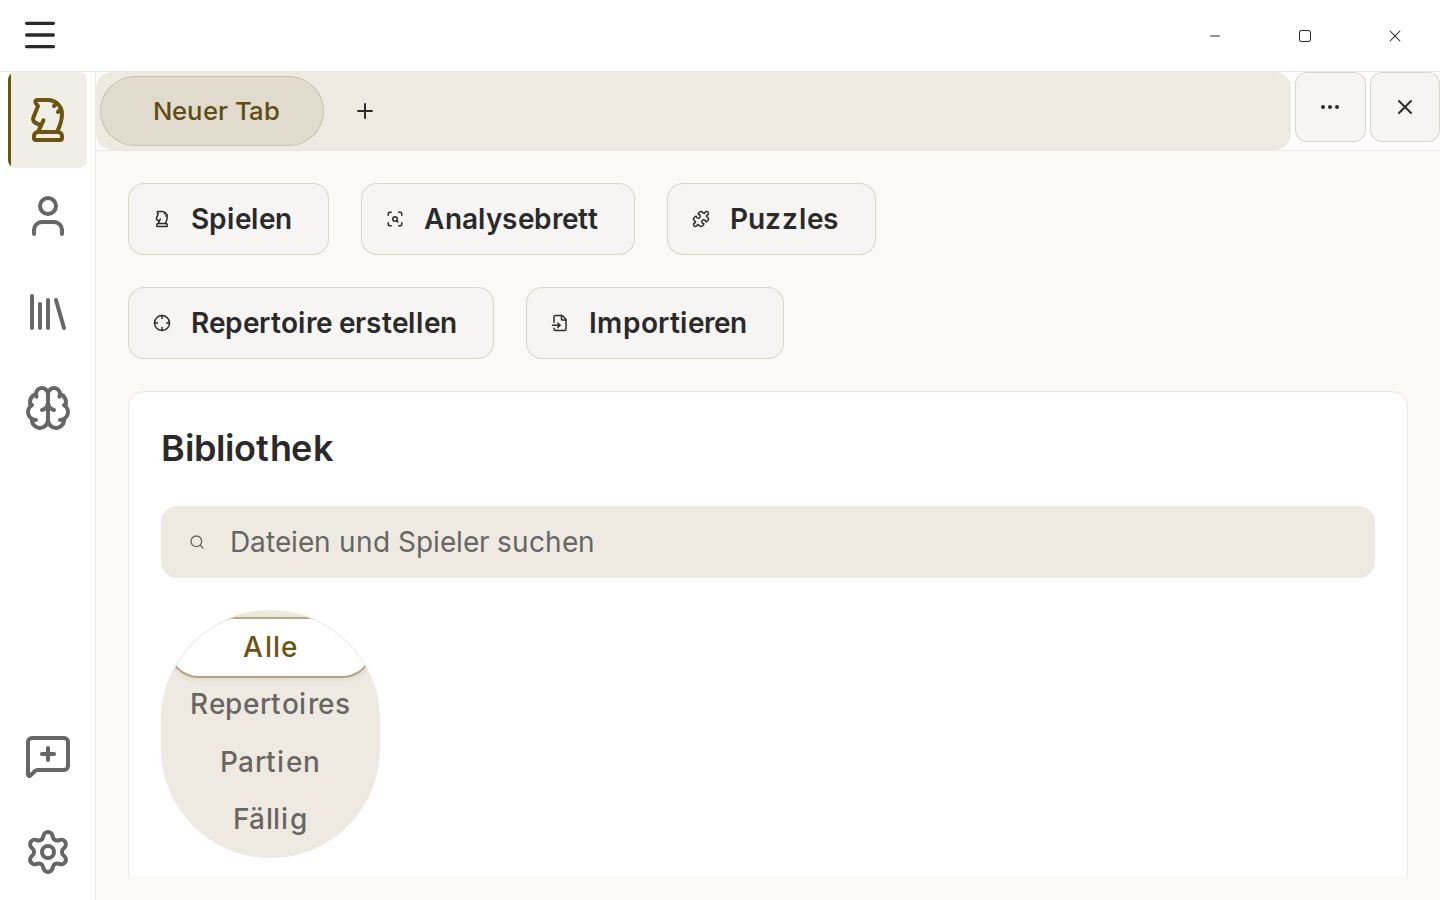 Neuer Tab
Spielen
Analysebrett
Puzzles
Repertoire erstellen
Importieren
Bibliothek
Dateien und Spieler suchen
Alle
Repertoires
Partien
Fällig